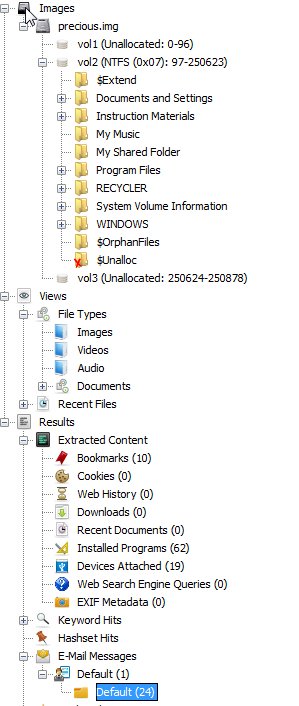 Images
precious.img
vol1 (Unallocated: 0-96)
vol2 (NTFS (0x07): 97-250623)
$Extend
Documents and Settings
Instruction Materials
My Music
My Shared Folder
Program Files
RECYCLER
System Volume Information
WINDOWS
$OrphanFiles
$Unalloc
vol3 (Unallocated: 250624-250878)
Views
File Types
Images
Videos
Audio
Documents
Recent Files
Results
Extracted Content
Bookmarks (10)
Cookies (0)
Web History (0)
Downloads (0)
Recent Documents (0)
Installed Programs (62)
Devices Attached (19)
Web Search Engine Queries (0)
EXIF Metadata (0)
Keyword Hits
Hashset Hits
E-Mail Messages
Default (1)
Default (24)